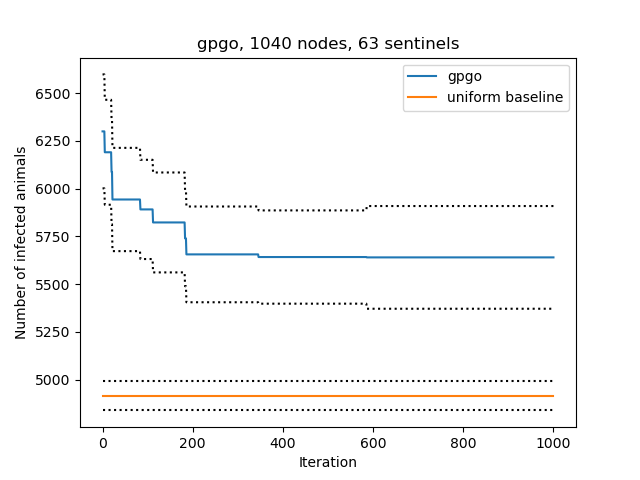 gpgo, 1040 nodes, 63 sentinels
gpgo
uniform baseline
Number of infected animals
6500
6250
6000
5750
5500
5250
5000
0 200 400 600 800 1000
Iteration